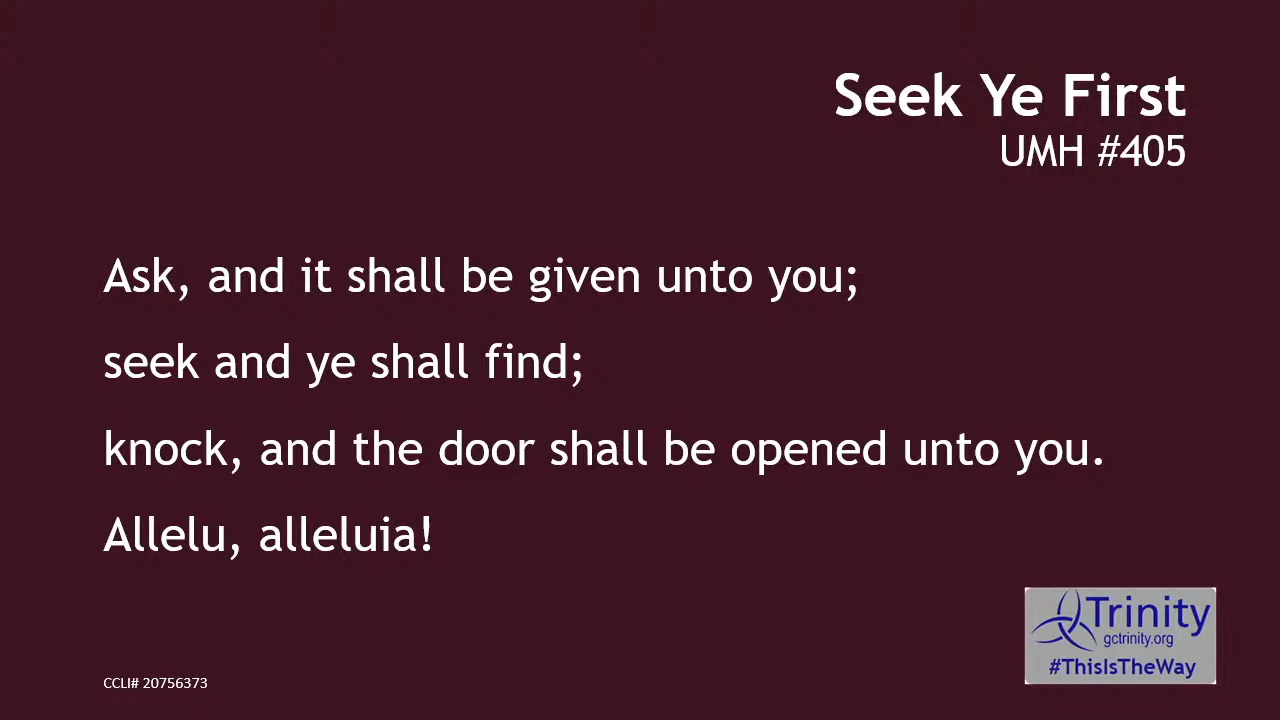 Seek Ye First
UMH #405
Ask, and it shall be given unto you;
seek and ye shall find;
knock, and the door shall be opened unto you.
Allelu, alleluia!
Trinity
gctrinity.org
#ThisIsTheWay
CCLI# 20756373